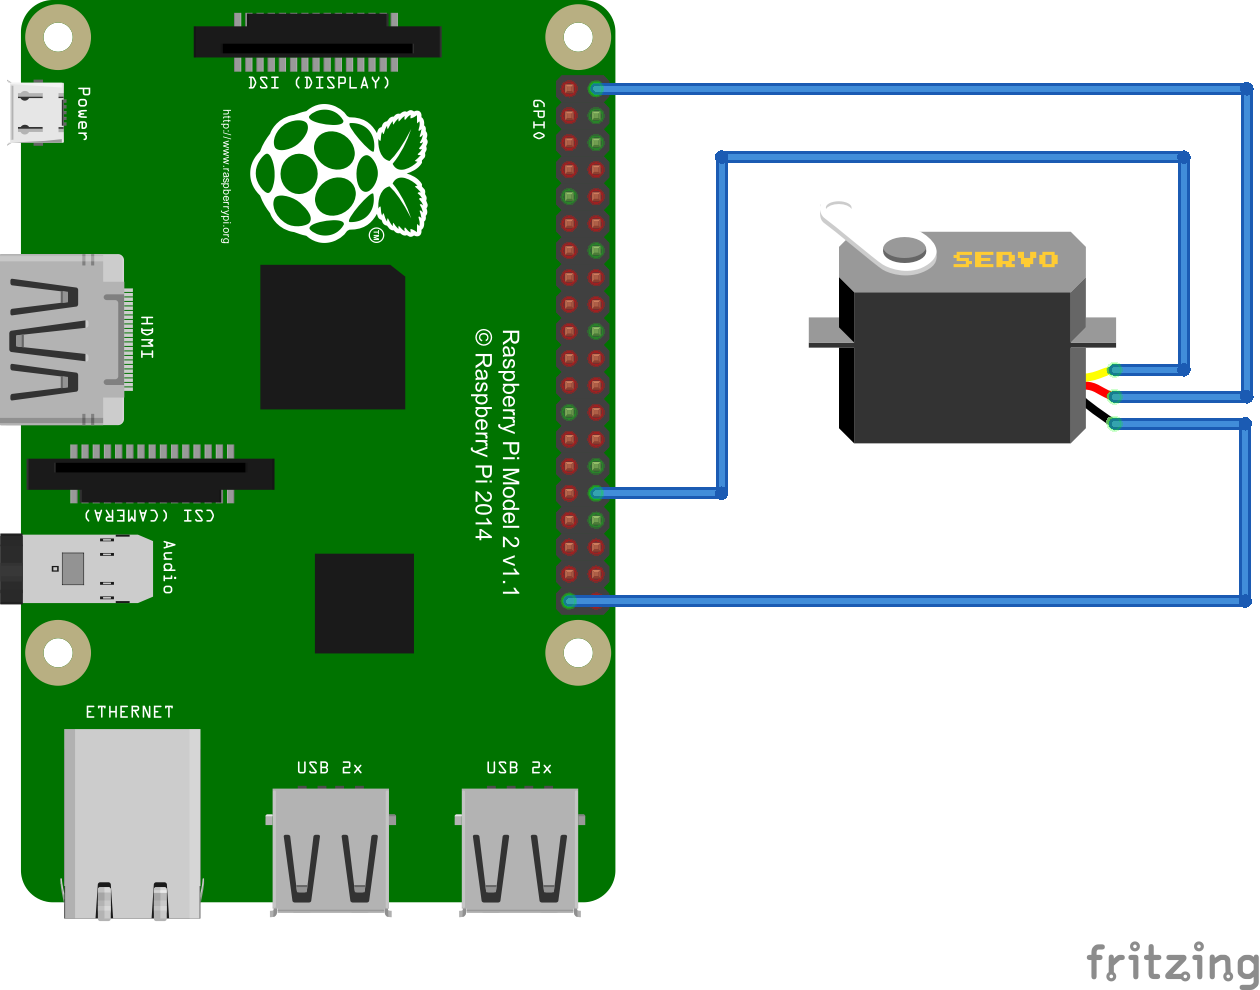 DSI (DISPLAY)
Power
http://www.raspberrypi.org
TM
GPIO
SERVO
HDMI
Raspberry Pi Model 2 v1.1
© Raspberry Pi 2014
CSI (CAMERA)
Audio
ETHERNET
USB 2x
USB 2x
fritzing